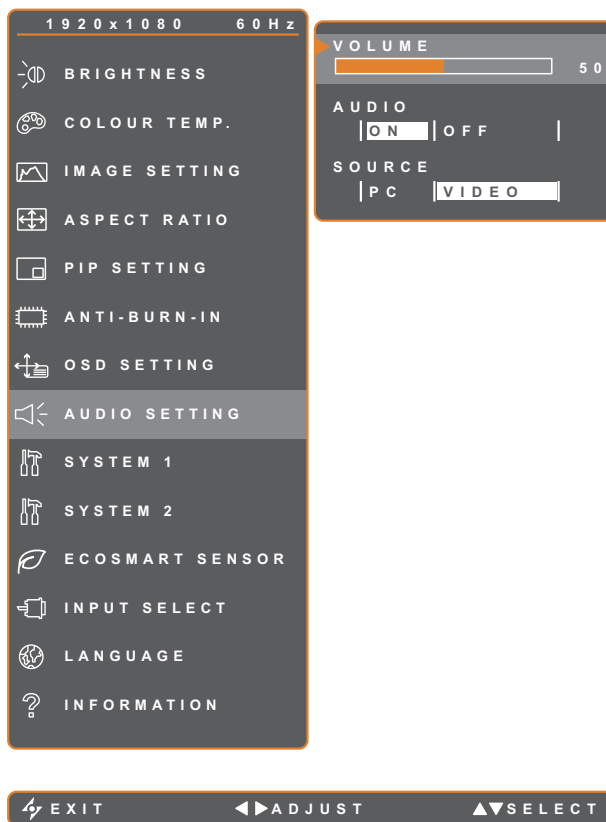 1920x1080 60Hz
BRIGHTNESS
COLOUR TEMP.
IMAGE SETTING
ASPECT RATIO
PIP SETTING
ANTI-BURN-IN
OSD SETTING
AUDIO SETTING
SYSTEM 1
SYSTEM 2
ECOSMART SENSOR
INPUT SELECT
LANGUAGE
INFORMATION
VOLUME
50
AUDIO
ON OFF
SOURCE
PC VIDEO
EXIT ADJUST SELECT